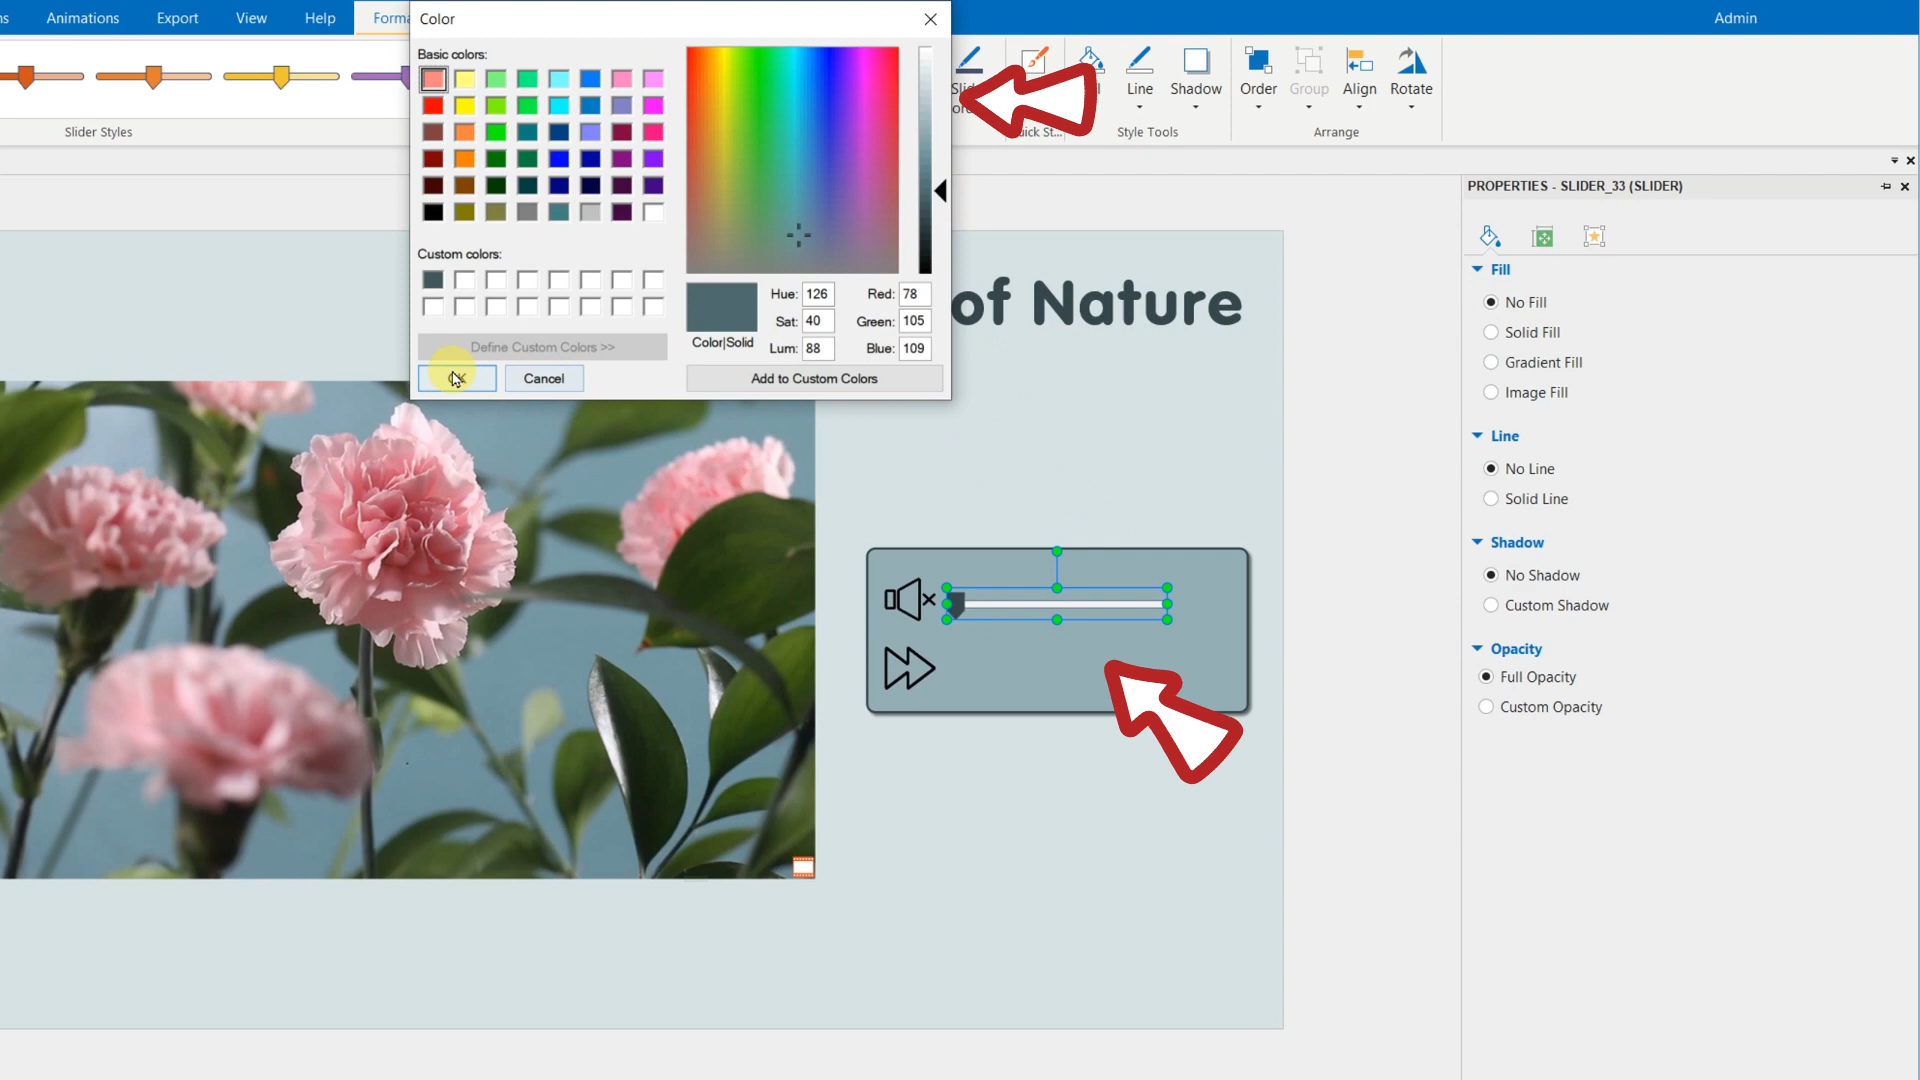 Animations Export View Help Color Admin
Basic colors:
Line Shadow Order Group Align Rotate
Slider Styles
Style Tools Arrange
PROPERTIES - SLIDER_33 (SLIDER)
Custom colors:
Fill
No Fill
Solid Fill
Gradient Fill
Image Fill
Hue: 126 Red: 78
Sat: 40 Green: 105
Lum: 88 Blue: 109
Color|Solid
Define Custom Colors >>
Cancel Add to Custom Colors
of Nature
Line
No Line
Solid Line
Shadow
No Shadow
Custom Shadow
Opacity
Full Opacity
Custom Opacity